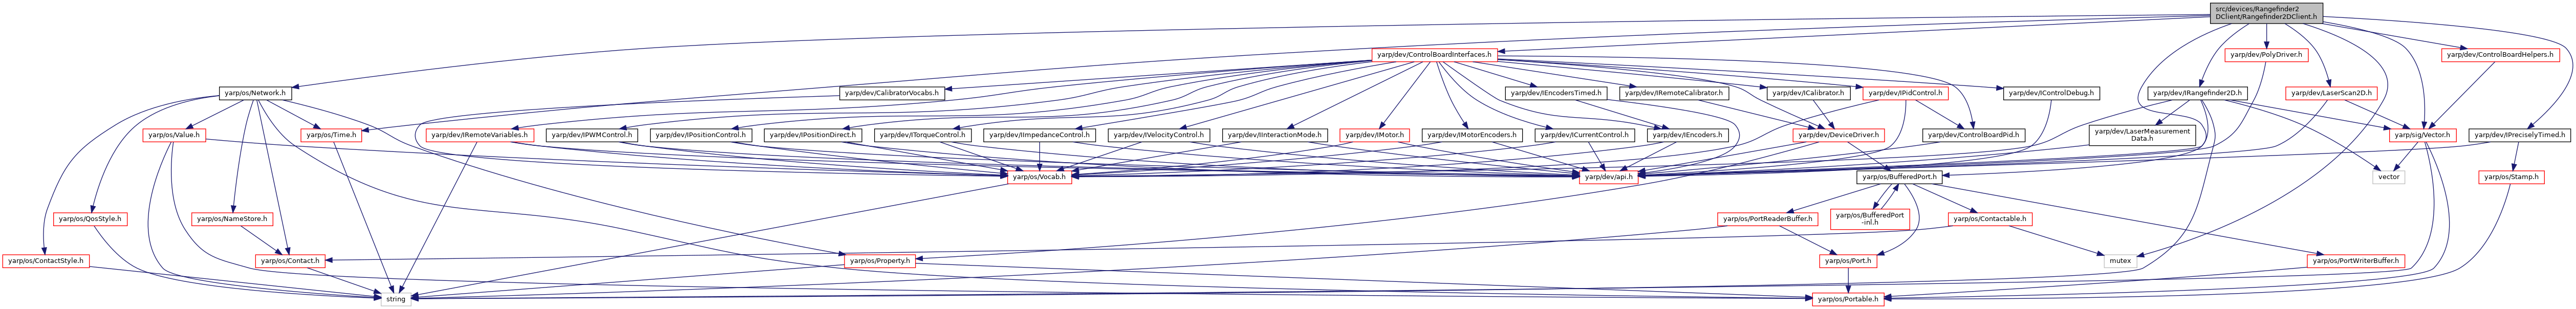 src/devices/Rangefinder2
DClient/Rangefinder2DClient.h
yarp/dev/ControlBoardInterfaces.h
yarp/dev/PolyDriver.h
yarp/dev/ControlBoardHelpers.h
yarp/os/Network.h
yarp/dev/CalibratorVocabs.h
yarp/dev/IEncodersTimed.h
yarp/dev/IRemoteCalibrator.h
yarp/dev/ICalibrator.h
yarp/dev/IPidControl.h
yarp/dev/IControlDebug.h
yarp/dev/IRangefinder2D.h
yarp/dev/LaserScan2D.h
yarp/os/Value.h
yarp/os/Time.h
yarp/dev/IRemoteVariables.h
yarp/dev/IPWMControl.h
yarp/dev/IPositionControl.h
yarp/dev/IPositionDirect.h
yarp/dev/ITorqueControl.h
yarp/dev/IImpedanceControl.h
yarp/dev/IVelocityControl.h
yarp/dev/IInteractionMode.h
yarp/dev/IMotor.h
yarp/dev/IMotorEncoders.h
yarp/dev/ICurrentControl.h
yarp/dev/IEncoders.h
yarp/dev/DeviceDriver.h
yarp/dev/ControlBoardPid.h
yarp/dev/LaserMeasurement
Data.h
yarp/sig/Vector.h
yarp/dev/IPreciselyTimed.h
yarp/os/Vocab.h
yarp/dev/api.h
yarp/os/BufferedPort.h
vector
yarp/os/Stamp.h
yarp/os/QosStyle.h
yarp/os/NameStore.h
yarp/os/PortReaderBuffer.h
yarp/os/BufferedPort
-inl.h
yarp/os/Contactable.h
yarp/os/ContactStyle.h
yarp/os/Contact.h
yarp/os/Property.h
yarp/os/Port.h
mutex
yarp/os/PortWriterBuffer.h
string
yarp/os/Portable.h